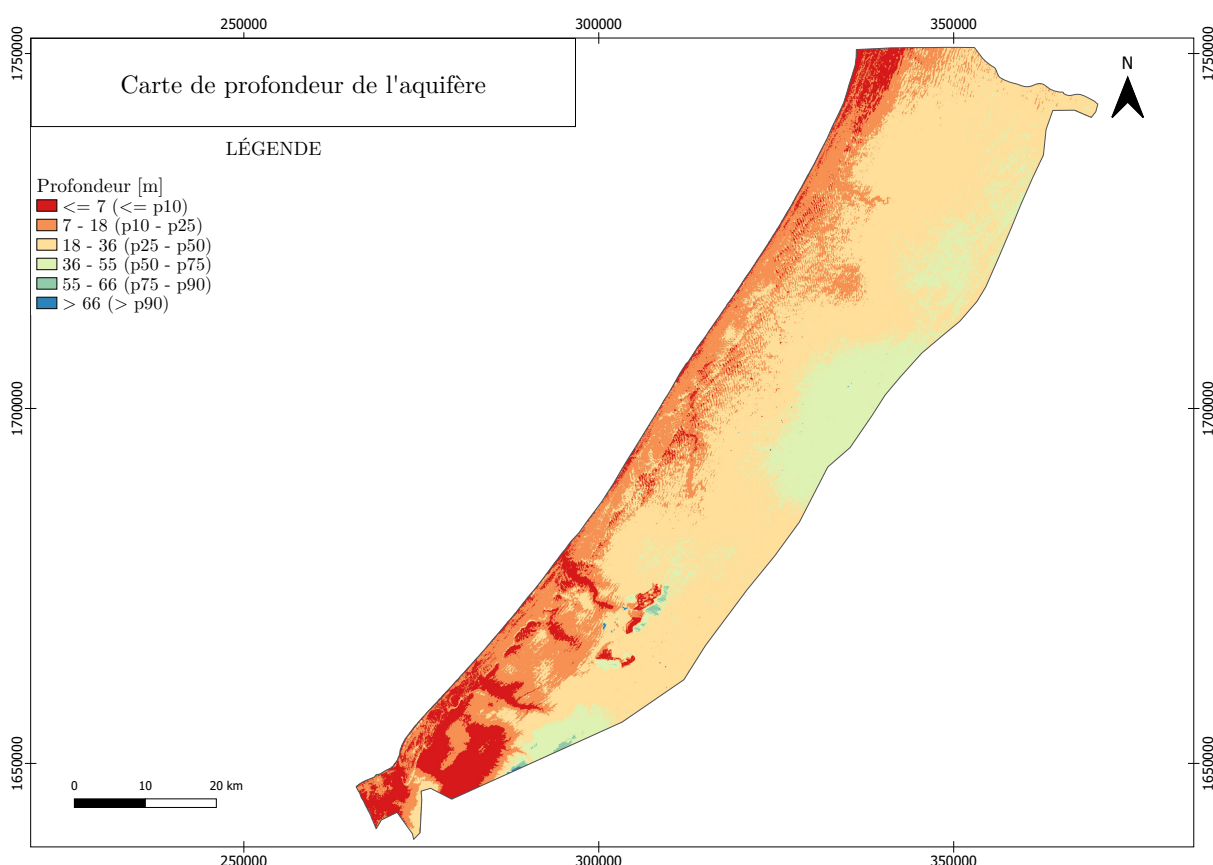 250000 300000 350000
1750000 1750000
Carte de profondeur de l'aquifère
N
LÉGENDE
Profondeur [m]
<= 7 (<= p10)
7 - 18 (p10 - p25)
18 - 36 (p25 - p50)
36 - 55 (p50 - p75)
55 - 66 (p75 - p90)
> 66 (> p90)
1700000 1700000
1650000 1650000
0 10 20 km
250000 300000 350000